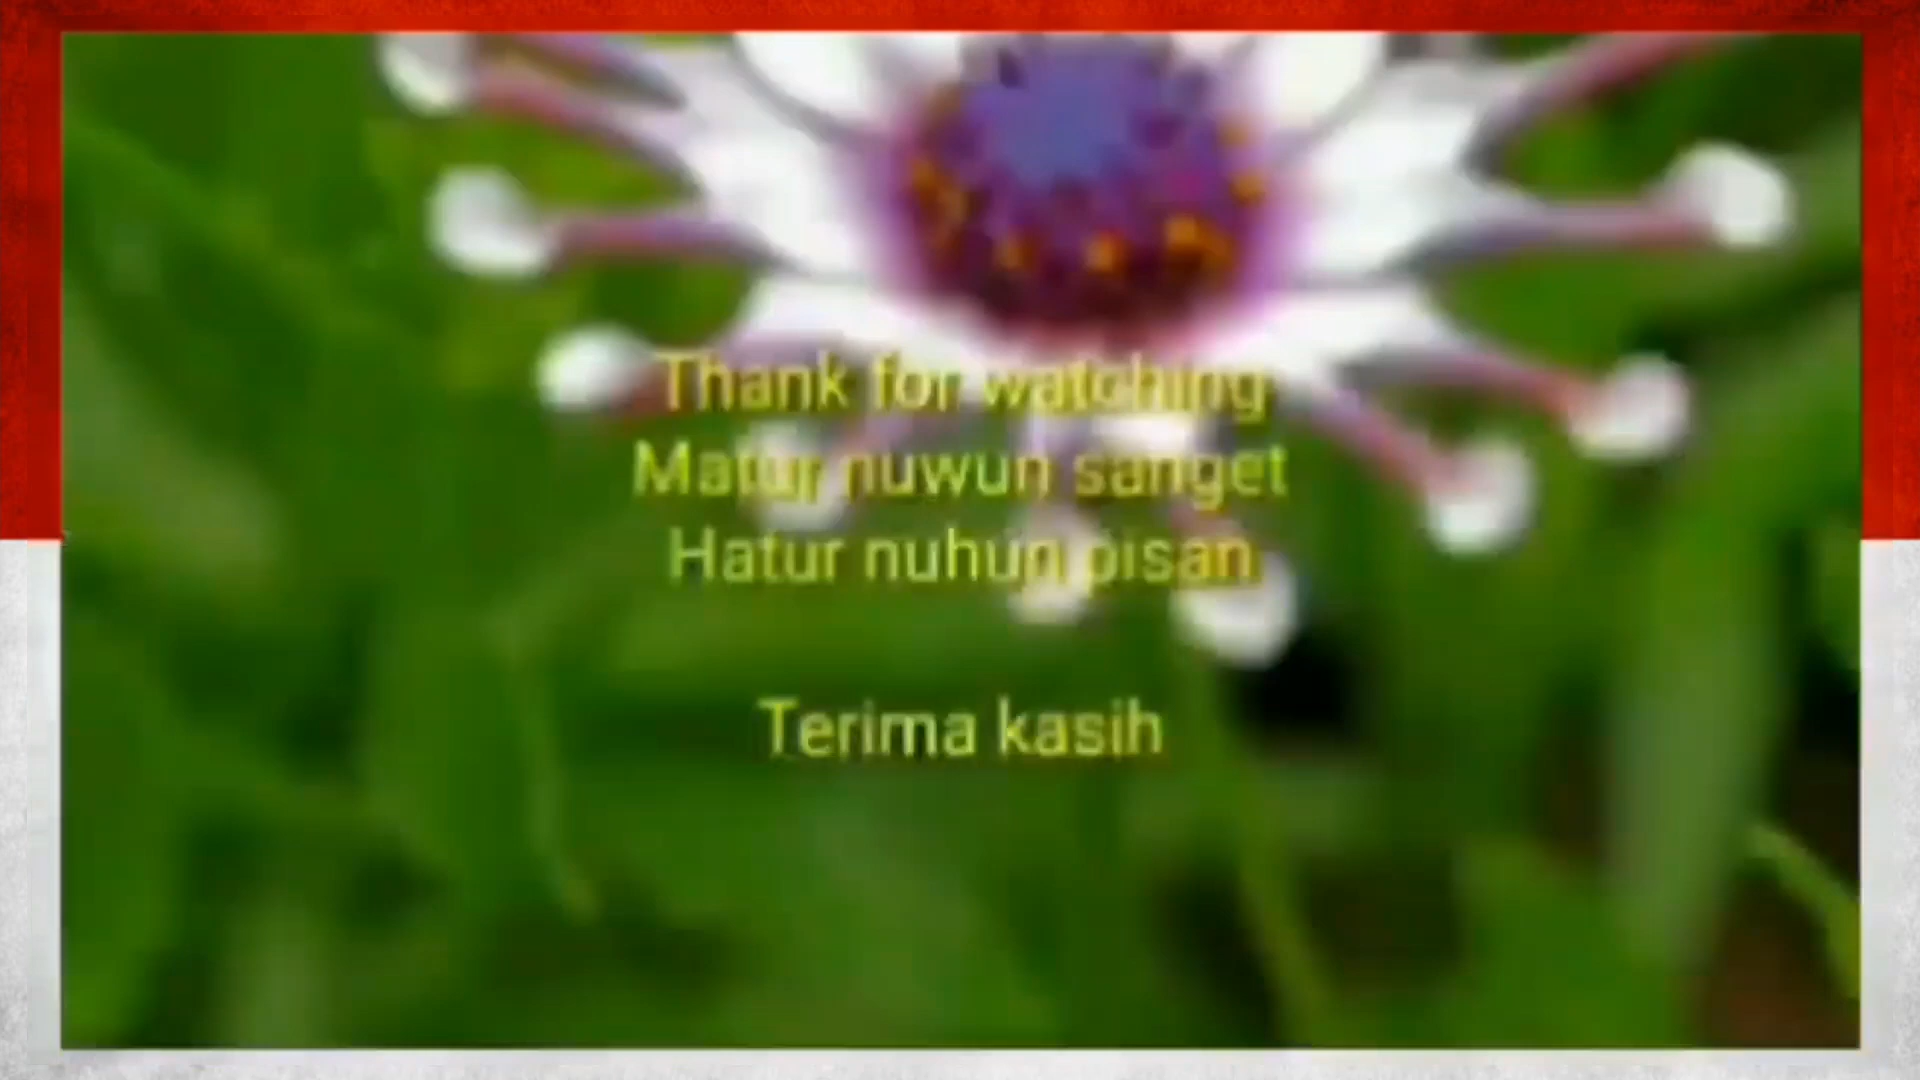 Thank for watching
Matur nuwun sanget
Hatur nuhun pisan
Terima kasih